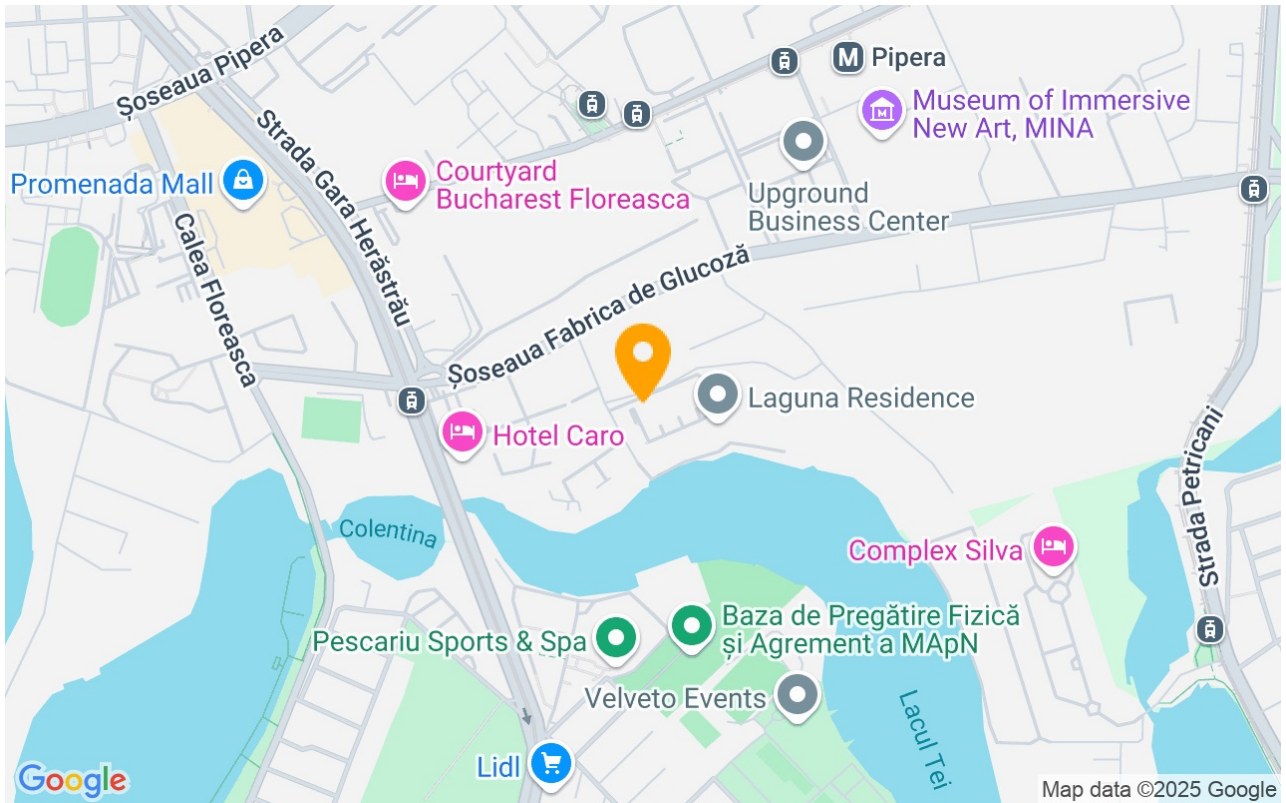 Șoseaua Pipera
M Pipera
Museum of Immersive
New Art, MINA
Strada Gara Herăstrău
Courtyard
Bucharest Floreasca
Promenada Mall
Upground
Business Center
Calea Floreasca
Șoseaua Fabrica de Glucoză
Laguna Residence
Hotel Caro
Strada Petricani
Colentina
Complex Silva
Baza de Pregătire Fizică
și Agrement a MApN
Pescariu Sports & Spa
Velveto Events
Lacul Tei
Lidl
Google
Map data ©2025 Google